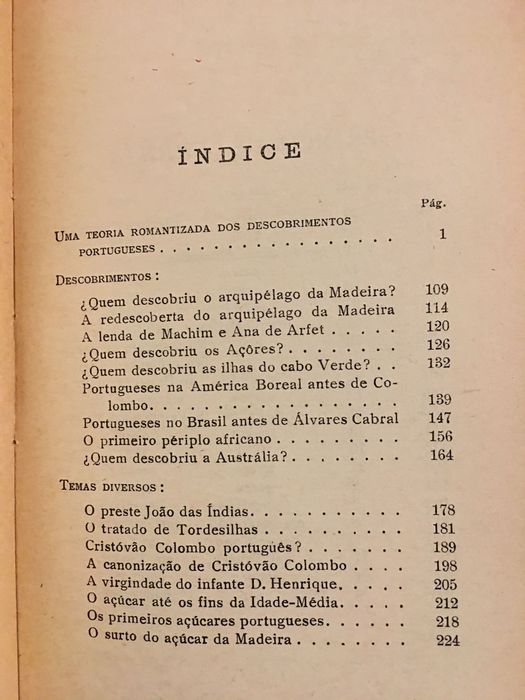 ÍNDICE
Pág.
UMA TEORIA ROMANTIZADA DOS DESCOBRIMENTOS
PORTUGUESES . . . . . . . . . . . . . . . . 1
DESCOBRIMENTOS :
¿Quem descobriu o arquipélago da Madeira? 109
A redescoberta do arquipélago da Madeira 114
A lenda de Machim e Ana de Arfet . . . . . 120
¿Quem descobriu os Açôres? . . . . . . . . 126
¿Quem descobriu as ilhas do cabo Verde? . . 132
Portugueses na América Boreal antes de Co-
lombo. . . . . . . . . . . . . . . . . . 139
Portugueses no Brasil antes de Álvares Cabral 147
O primeiro périplo africano . . . . . . . . . 156
¿Quem descobriu a Austrália? . . . . . . . . 164
TEMAS DIVERSOS :
O preste João das Índias. . . . . . . . . . . 178
O tratado de Tordesilhas . . . . . . . . . . 181
Cristóvão Colombo português? . . . . . . . 189
A canonização de Cristóvão Colombo . . . . 198
A virgindade do infante D. Henrique. . . . . 205
O açúcar até os fins da Idade-Média. . . . . 212
Os primeiros açúcares portugueses. . . . . . 218
O surto do açúcar da Madeira . . . . . . . . 224